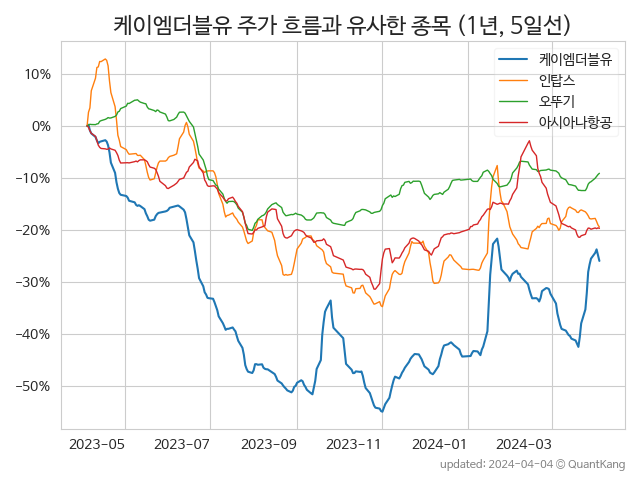 케이엠더블유 주가 흐름과 유사한 종목 (1년, 5일선)
케이엠더블유
인탑스
오뚜기
아시아나항공
10%
0%
−10%
−20%
−30%
−40%
−50%
2023-05 2023-07 2023-09 2023-11 2024-01 2024-03
updated: 2024-04-04 © QuantKang